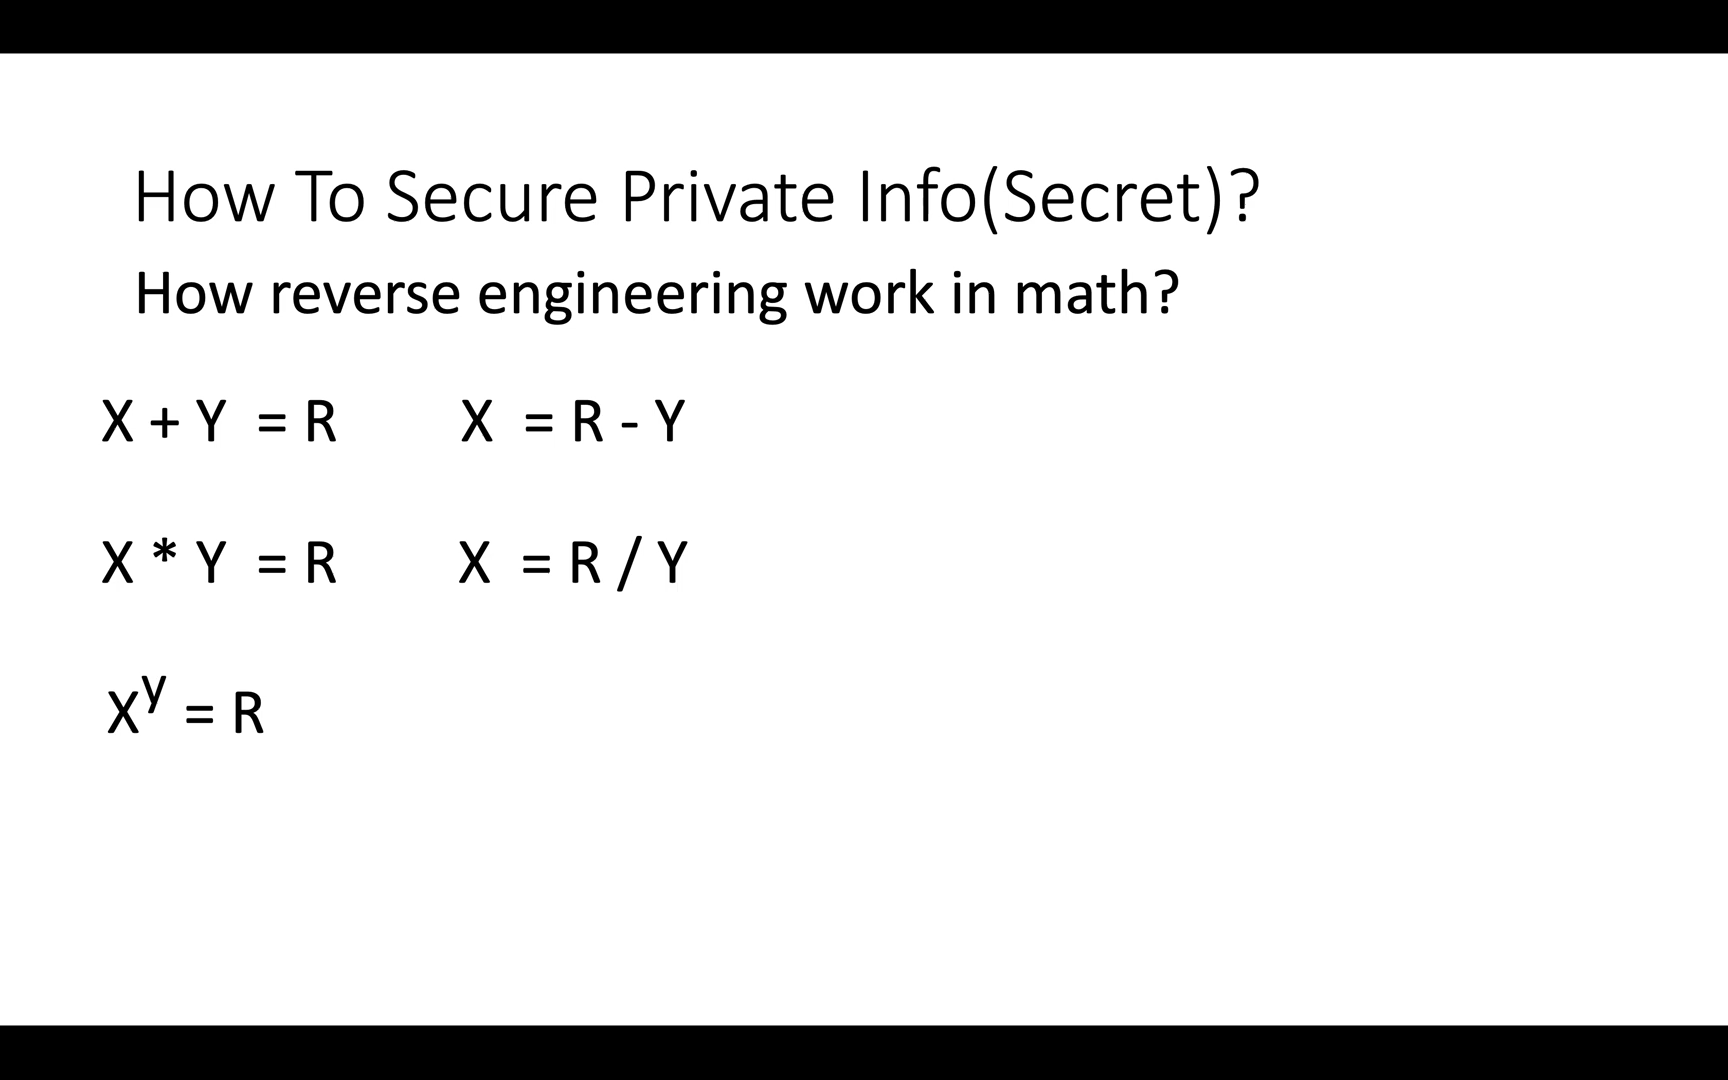 How To Secure Private Info(Secret)?
How reverse engineering work in math?
X + Y = R X = R - Y
X * Y = R X = R / Y
Xʸ = R